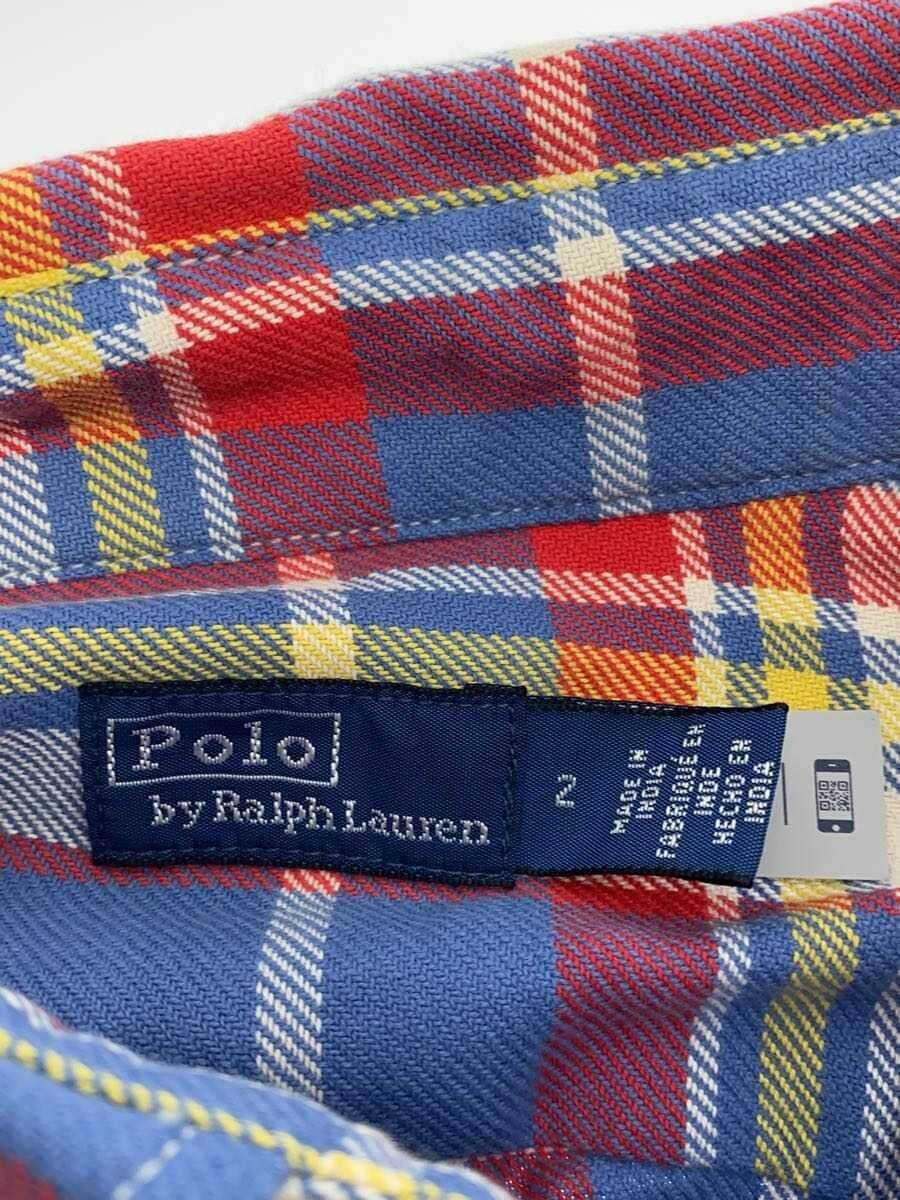 Polo
by Ralph Lauren
2
MADE IN
INDIA
FABRIQUÉ EN
INDE
HECHO EN
INDIA